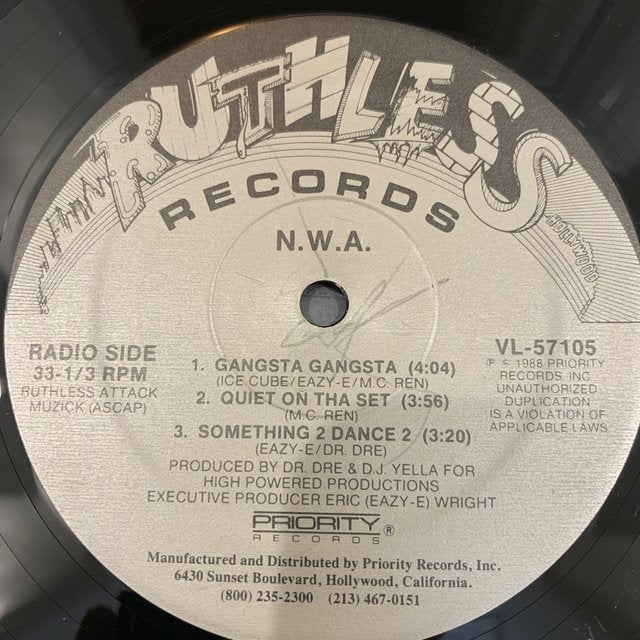 RUTHLESS
RECORDS
HOLLYWOOD
N.W.A.
RADIO SIDE
33-1/3 RPM
RUTHLESS ATTACK
MUZICK (ASCAP)
VL-57105
℗ © 1988 PRIORITY
RECORDS, INC.
UNAUTHORIZED
DUPLICATION
IS A VIOLATION OF
APPLICABLE LAWS
1. GANGSTA GANGSTA (4:04)
(ICE CUBE/EAZY-E/M.C. REN)
2. QUIET ON THA SET (3:56)
(M.C. REN)
3. SOMETHING 2 DANCE 2 (3:20)
(EAZY-E/DR. DRE)
PRODUCED BY DR. DRE & D.J. YELLA FOR
HIGH POWERED PRODUCTIONS
EXECUTIVE PRODUCER ERIC (EAZY-E) WRIGHT
PRIORITY ®
RECORDS
Manufactured and Distributed by Priority Records, Inc.
6430 Sunset Boulevard, Hollywood, California.
(800) 235-2300 (213) 467-0151